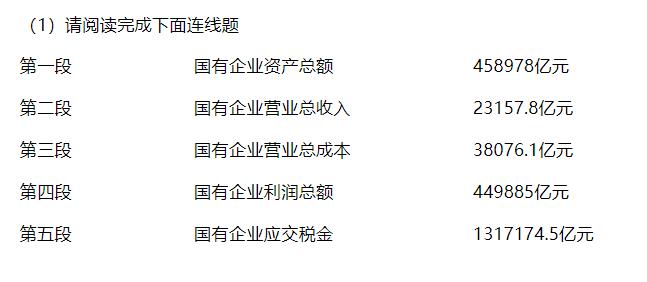 （1）请阅读完成下面连线题
第一段 国有企业资产总额 458978亿元
第二段 国有企业营业总收入 23157.8亿元
第三段 国有企业营业总成本 38076.1亿元
第四段 国有企业利润总额 449885亿元
第五段 国有企业应交税金 1317174.5亿元